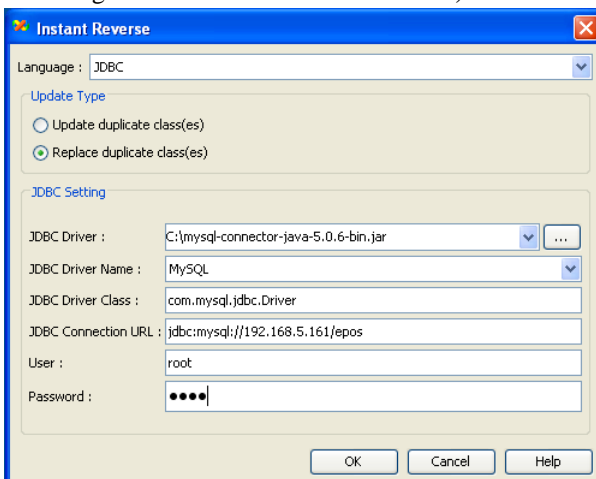 Instant Reverse
Language : JDBC
Update Type
Update duplicate class(es)
Replace duplicate class(es)
JDBC Setting
JDBC Driver : C:\mysql-connector-java-5.0.6-bin.jar ...
JDBC Driver Name : MySQL
JDBC Driver Class : com.mysql.jdbc.Driver
JDBC Connection URL : jdbc:mysql://192.168.5.161/epos
User : root
Password : ●●●●
OK Cancel Help